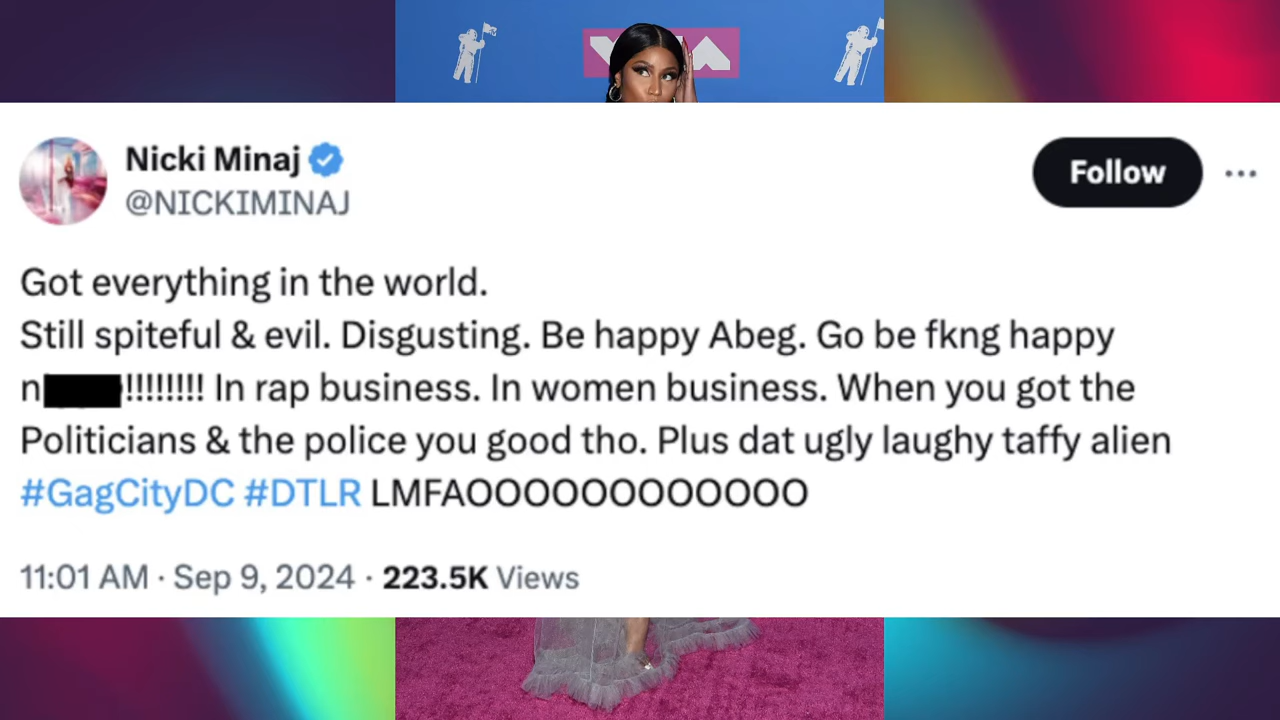 Nicki Minaj
@NICKIMINAJ
Follow
Got everything in the world.
Still spiteful & evil. Disgusting. Be happy Abeg. Go be fkng happy
n!!!!!!!! In rap business. In women business. When you got the
Politicians & the police you good tho. Plus dat ugly laughy taffy alien
#GagCityDC #DTLR LMFAOOOOOOOOOOOO
11:01 AM · Sep 9, 2024 · 223.5K Views